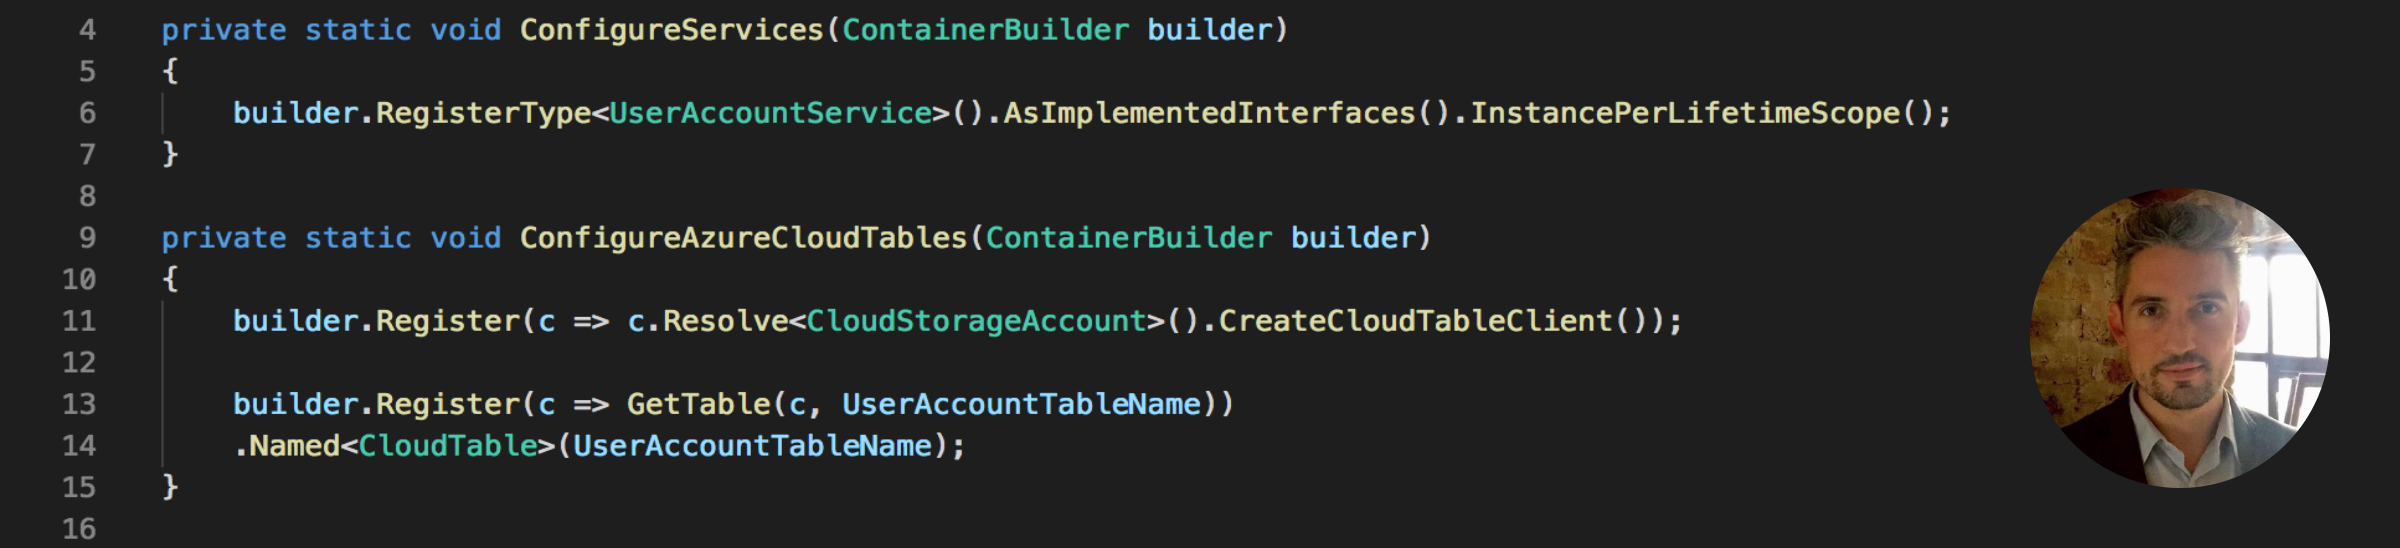 4 private static void ConfigureServices(ContainerBuilder builder)
5 {
6 builder.RegisterType<UserAccountService>().AsImplementedInterfaces().InstancePerLifetimeScope();
7 }
8
9 private static void ConfigureAzureCloudTables(ContainerBuilder builder)
10 {
11 builder.Register(c => c.Resolve<CloudStorageAccount>().CreateCloudTableClient());
12
13 builder.Register(c => GetTable(c, UserAccountTableName))
14 .Named<CloudTable>(UserAccountTableName);
15 }
16